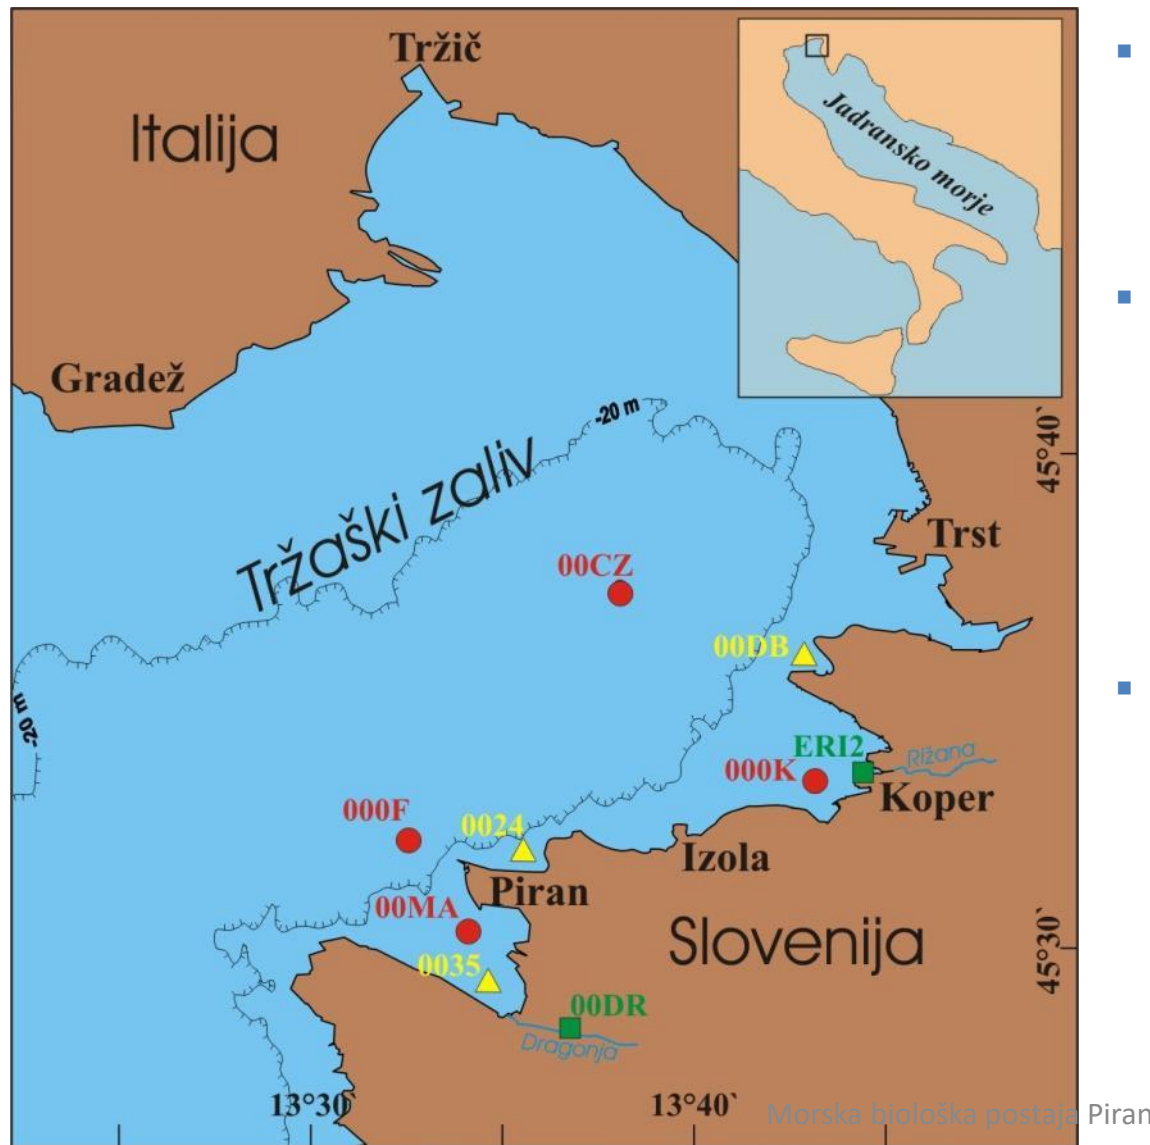 Tržič
Italija
Jadransko morje
Gradež
-20 m
45°40`
Tržaški zaliv
Trst
00CZ
00DB
-20 m
ERI2
Rižana
000K
Koper
000F
0024
Izola
Piran
00MA
Slovenija
45°30`
0035
00DR
Dragonja
13°30`
13°40`
Morska biološka postaja Piran